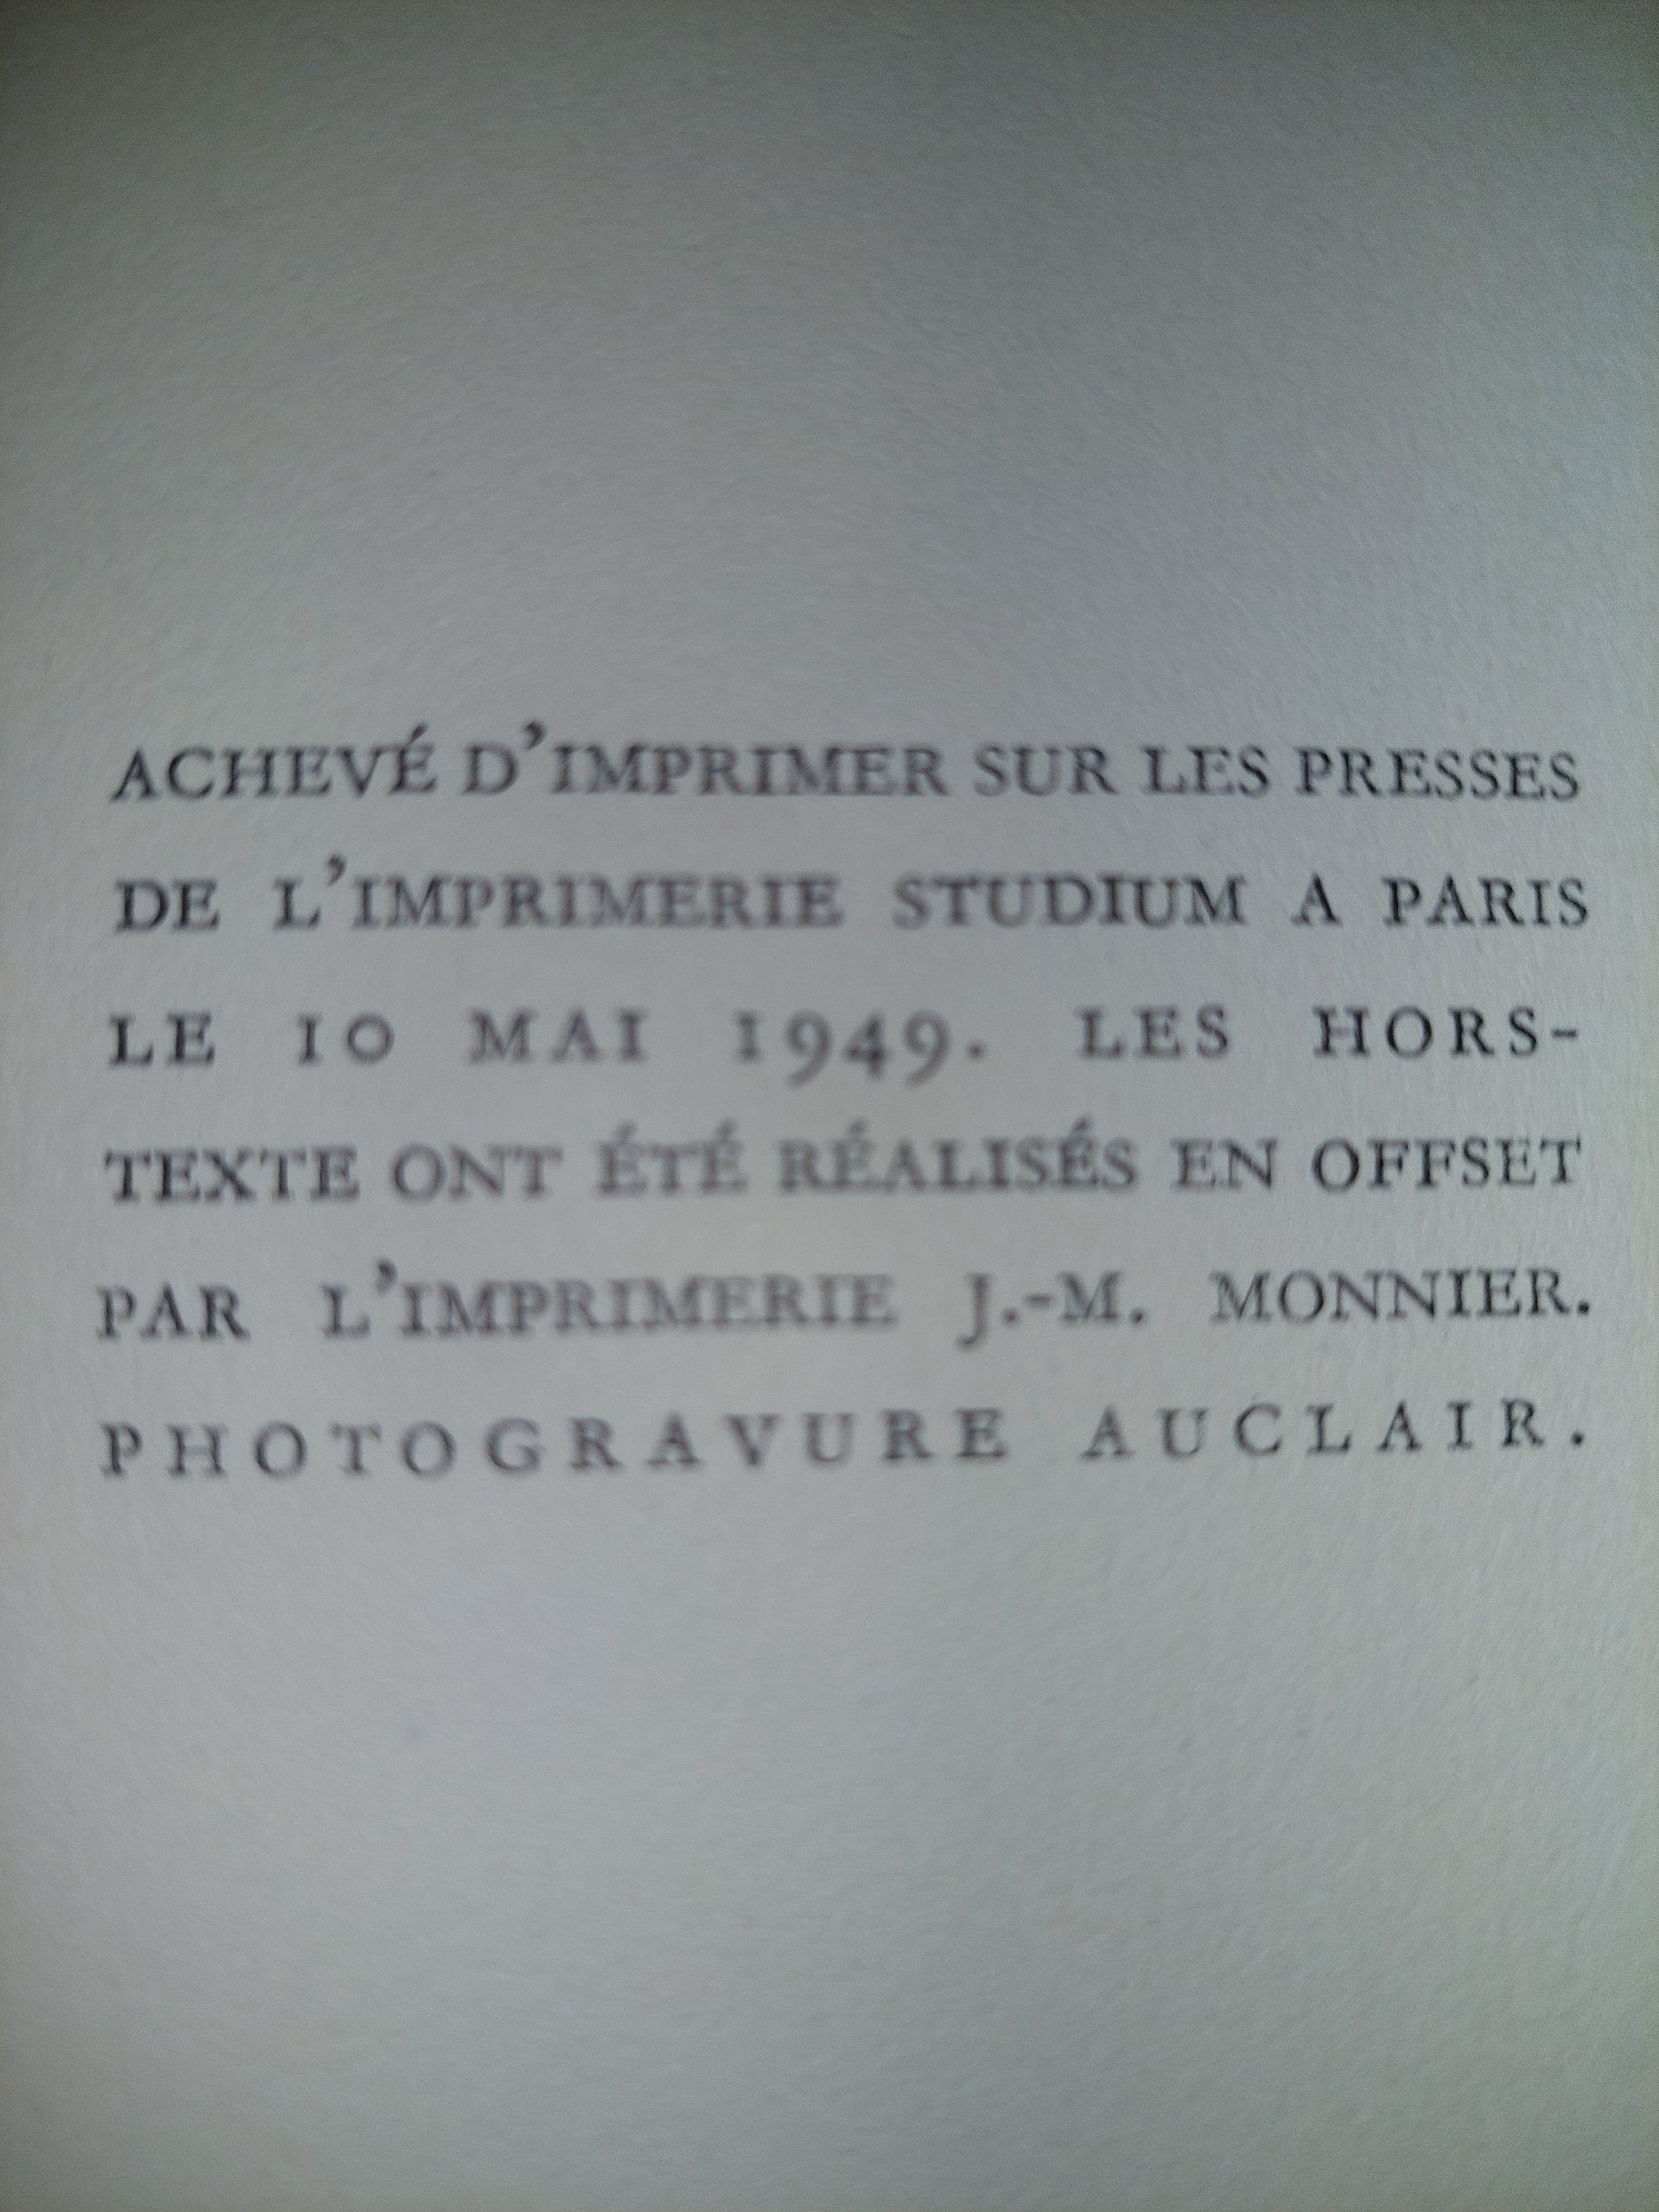 ACHEVÉ D'IMPRIMER SUR LES PRESSES
DE L'IMPRIMERIE STUDIUM A PARIS
LE 10 MAI 1949. LES HORS-
TEXTE ONT ÉTÉ RÉALISÉS EN OFFSET
PAR L'IMPRIMERIE J.-M. MONNIER.
PHOTOGRAVURE AUCLAIR.